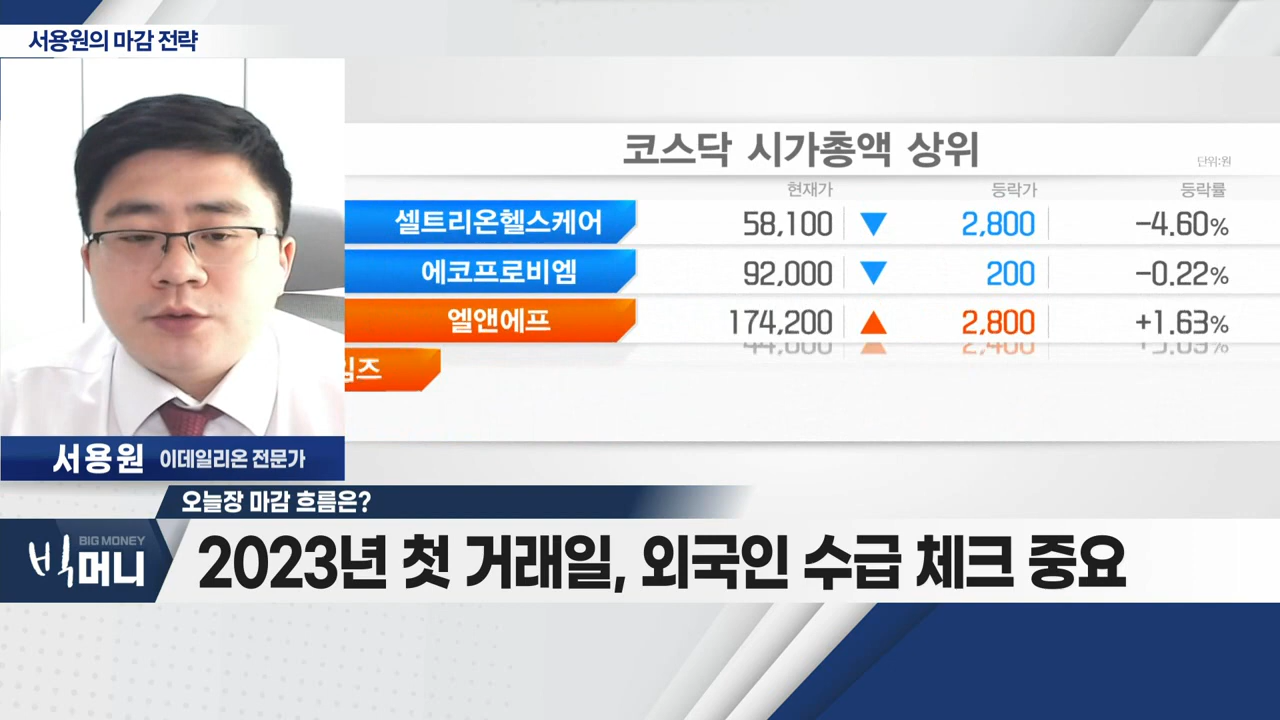 서용원의 마감 전략
코스닥 시가총액 상위
단위:원
현재가 등락가 등락률
셀트리온헬스케어 58,100 ▼ 2,800 -4.60%
에코프로비엠 92,000 ▼ 200 -0.22%
엘앤에프 174,200 ▲ 2,800 +1.63%
임즈
서용원 이데일리온 전문가
오늘장 마감 흐름은?
BIG MONEY
빅머니
2023년 첫 거래일, 외국인 수급 체크 중요